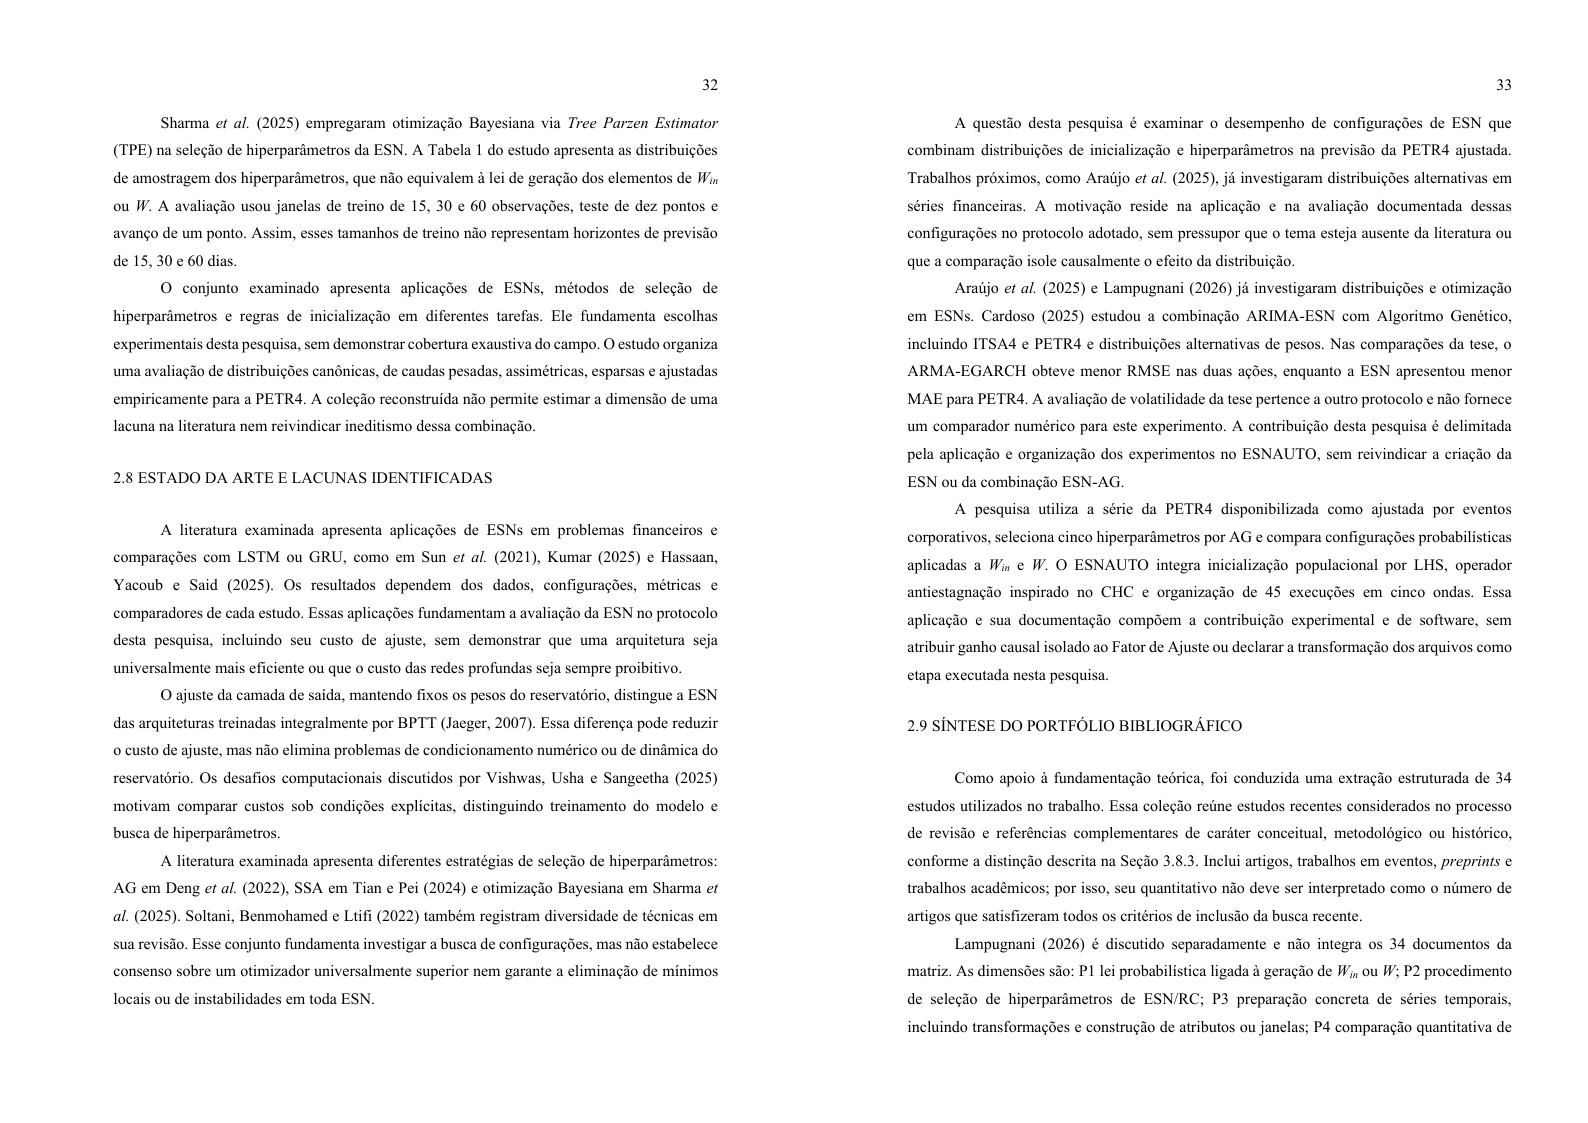 32
Sharma et al. (2025) empregaram otimização Bayesiana via Tree Parzen Estimator
(TPE) na seleção de hiperparâmetros da ESN. A Tabela 1 do estudo apresenta as distribuições
de amostragem dos hiperparâmetros, que não equivalem à lei de geração dos elementos de Win
ou W. A avaliação usou janelas de treino de 15, 30 e 60 observações, teste de dez pontos e
avanço de um ponto. Assim, esses tamanhos de treino não representam horizontes de previsão
de 15, 30 e 60 dias.
O conjunto examinado apresenta aplicações de ESNs, métodos de seleção de
hiperparâmetros e regras de inicialização em diferentes tarefas. Ele fundamenta escolhas
experimentais desta pesquisa, sem demonstrar cobertura exaustiva do campo. O estudo organiza
uma avaliação de distribuições canônicas, de caudas pesadas, assimétricas, esparsas e ajustadas
empiricamente para a PETR4. A coleção reconstruída não permite estimar a dimensão de uma
lacuna na literatura nem reivindicar ineditismo dessa combinação.
2.8 ESTADO DA ARTE E LACUNAS IDENTIFICADAS
A literatura examinada apresenta aplicações de ESNs em problemas financeiros e
comparações com LSTM ou GRU, como em Sun et al. (2021), Kumar (2025) e Hassaan,
Yacoub e Said (2025). Os resultados dependem dos dados, configurações, métricas e
comparadores de cada estudo. Essas aplicações fundamentam a avaliação da ESN no protocolo
desta pesquisa, incluindo seu custo de ajuste, sem demonstrar que uma arquitetura seja
universalmente mais eficiente ou que o custo das redes profundas seja sempre proibitivo.
O ajuste da camada de saída, mantendo fixos os pesos do reservatório, distingue a ESN
das arquiteturas treinadas integralmente por BPTT (Jaeger, 2007). Essa diferença pode reduzir
o custo de ajuste, mas não elimina problemas de condicionamento numérico ou de dinâmica do
reservatório. Os desafios computacionais discutidos por Vishwas, Usha e Sangeetha (2025)
motivam comparar custos sob condições explícitas, distinguindo treinamento do modelo e
busca de hiperparâmetros.
A literatura examinada apresenta diferentes estratégias de seleção de hiperparâmetros:
AG em Deng et al. (2022), SSA em Tian e Pei (2024) e otimização Bayesiana em Sharma et
al. (2025). Soltani, Benmohamed e Ltifi (2022) também registram diversidade de técnicas em
sua revisão. Esse conjunto fundamenta investigar a busca de configurações, mas não estabelece
consenso sobre um otimizador universalmente superior nem garante a eliminação de mínimos
locais ou de instabilidades em toda ESN.
33
A questão desta pesquisa é examinar o desempenho de configurações de ESN que
combinam distribuições de inicialização e hiperparâmetros na previsão da PETR4 ajustada.
Trabalhos próximos, como Araújo et al. (2025), já investigaram distribuições alternativas em
séries financeiras. A motivação reside na aplicação e na avaliação documentada dessas
configurações no protocolo adotado, sem pressupor que o tema esteja ausente da literatura ou
que a comparação isole causalmente o efeito da distribuição.
Araújo et al. (2025) e Lampugnani (2026) já investigaram distribuições e otimização
em ESNs. Cardoso (2025) estudou a combinação ARIMA-ESN com Algoritmo Genético,
incluindo ITSA4 e PETR4 e distribuições alternativas de pesos. Nas comparações da tese, o
ARMA-EGARCH obteve menor RMSE nas duas ações, enquanto a ESN apresentou menor
MAE para PETR4. A avaliação de volatilidade da tese pertence a outro protocolo e não fornece
um comparador numérico para este experimento. A contribuição desta pesquisa é delimitada
pela aplicação e organização dos experimentos no ESNAUTO, sem reivindicar a criação da
ESN ou da combinação ESN-AG.
A pesquisa utiliza a série da PETR4 disponibilizada como ajustada por eventos
corporativos, seleciona cinco hiperparâmetros por AG e compara configurações probabilísticas
aplicadas a Win e W. O ESNAUTO integra inicialização populacional por LHS, operador
antiestagnação inspirado no CHC e organização de 45 execuções em cinco ondas. Essa
aplicação e sua documentação compõem a contribuição experimental e de software, sem
atribuir ganho causal isolado ao Fator de Ajuste ou declarar a transformação dos arquivos como
etapa executada nesta pesquisa.
2.9 SÍNTESE DO PORTFÓLIO BIBLIOGRÁFICO
Como apoio à fundamentação teórica, foi conduzida uma extração estruturada de 34
estudos utilizados no trabalho. Essa coleção reúne estudos recentes considerados no processo
de revisão e referências complementares de caráter conceitual, metodológico ou histórico,
conforme a distinção descrita na Seção 3.8.3. Inclui artigos, trabalhos em eventos, preprints e
trabalhos acadêmicos; por isso, seu quantitativo não deve ser interpretado como o número de
artigos que satisfizeram todos os critérios de inclusão da busca recente.
Lampugnani (2026) é discutido separadamente e não integra os 34 documentos da
matriz. As dimensões são: P1 lei probabilística ligada à geração de Win ou W; P2 procedimento
de seleção de hiperparâmetros de ESN/RC; P3 preparação concreta de séries temporais,
incluindo transformações e construção de atributos ou janelas; P4 comparação quantitativa de